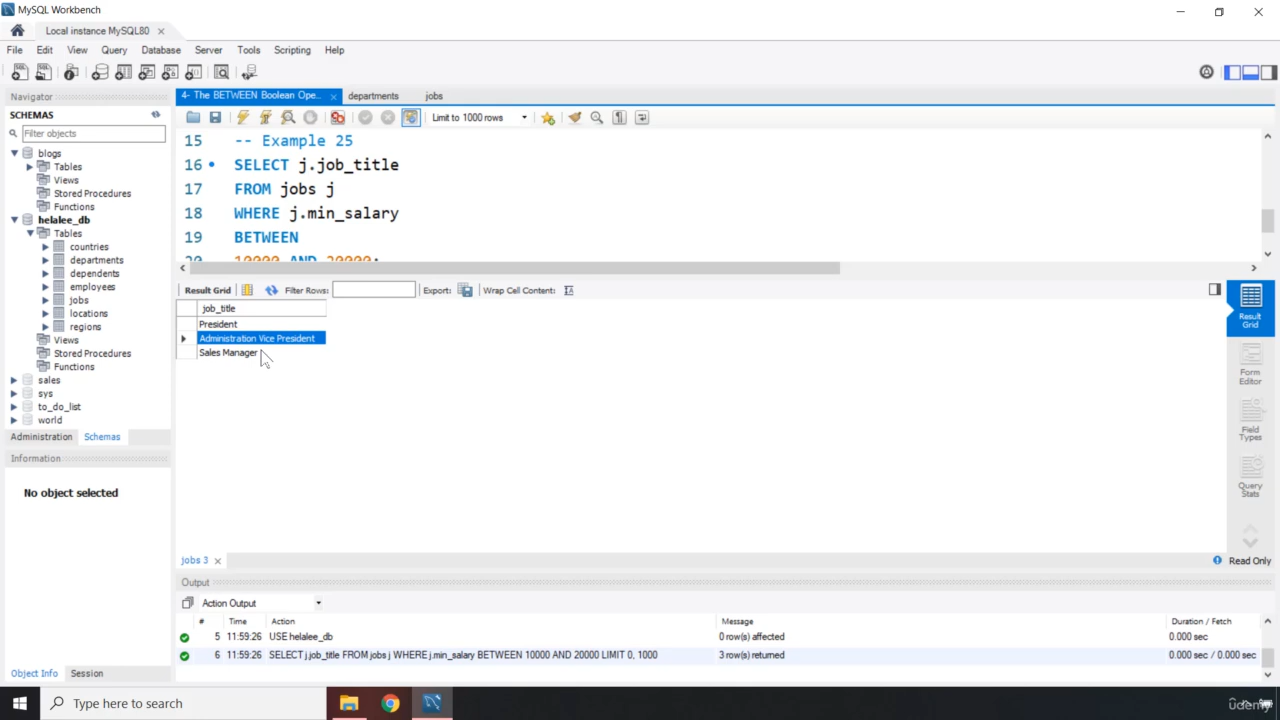 MySQL Workbench
Local instance MySQL80
File Edit View Query Database Server Tools Scripting Help
Navigator
SCHEMAS
Filter objects
blogs
Tables
Views
Stored Procedures
Functions
helalee_db
Tables
countries
departments
dependents
employees
jobs
locations
regions
Views
Stored Procedures
Functions
sales
sys
to_do_list
world
Administration Schemas
Information
No object selected
Object Info Session
4- The BETWEEN Boolean Ope... departments jobs
Limit to 1000 rows
15 -- Example 25
16 SELECT j.job_title
17 FROM jobs j
18 WHERE j.min_salary
19 BETWEEN
20 10000 AND 20000;
Result Grid Filter Rows: Export: Wrap Cell Content:
job_title
President
Administration Vice President
Sales Manager
Result Grid
Form Editor
Field Types
Query Stats
jobs 3
Read Only
Output
Action Output
# Time Action Message Duration / Fetch
5 11:59:26 USE helalee_db 0 row(s) affected 0.000 sec
6 11:59:26 SELECT j.job_title FROM jobs j WHERE j.min_salary BETWEEN 10000 AND 20000 LIMIT 0, 1000 3 row(s) returned 0.000 sec / 0.000 sec
Type here to search
udemy